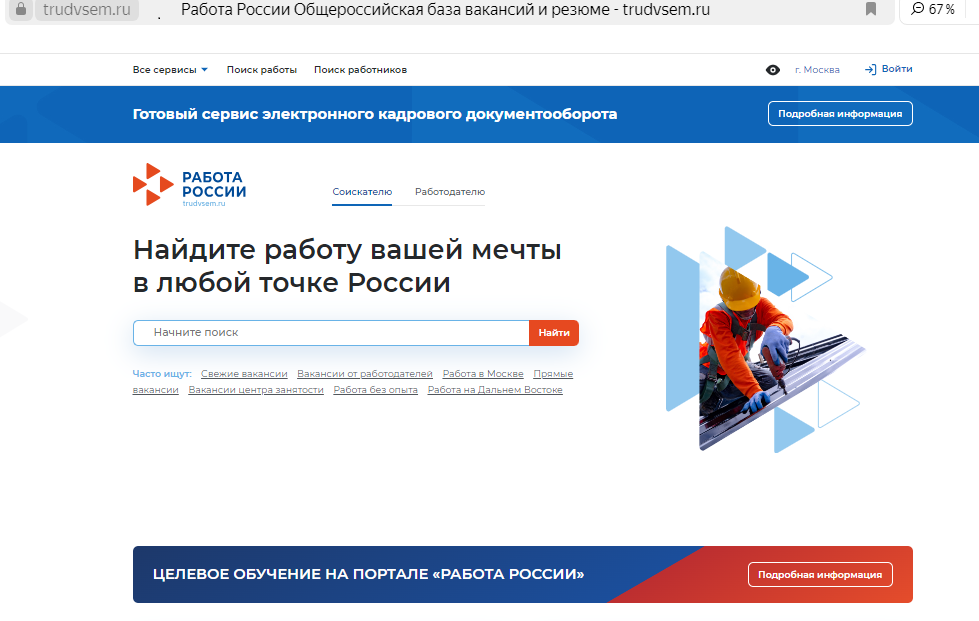 trudvsem.ru
Работа России Общероссийская база вакансий и резюме - trudvsem.ru
67 %
Все сервисы
Поиск работы
Поиск работников
г. Москва
Войти
Готовый сервис электронного кадрового документооборота
Подробная информация
РАБОТА
РОССИИ
trudvsem.ru
Соискателю
Работодателю
Найдите работу вашей мечты
в любой точке России
Начните поиск
Найти
Часто ищут: Свежие вакансии Вакансии от работодателей Работа в Москве Прямые
вакансии Вакансии центра занятости Работа без опыта Работа на Дальнем Востоке
ЦЕЛЕВОЕ ОБУЧЕНИЕ НА ПОРТАЛЕ «РАБОТА РОССИИ»
Подробная информация